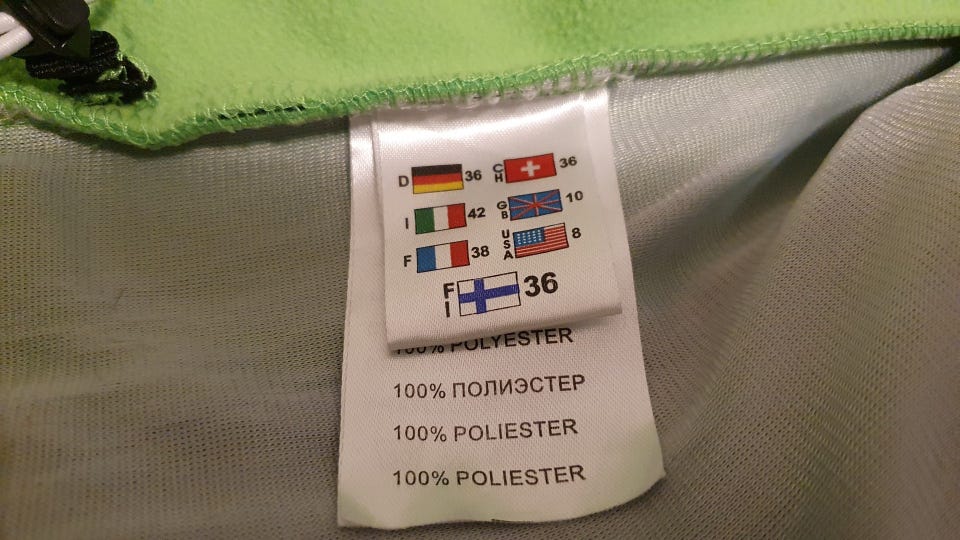 D 36 CH 36
I 42 GB 10
F 38 USA 8
FI 36
100% POLYESTER
100% ПОЛИЭСТЕР
100% POLIESTER
100% POLIESTER